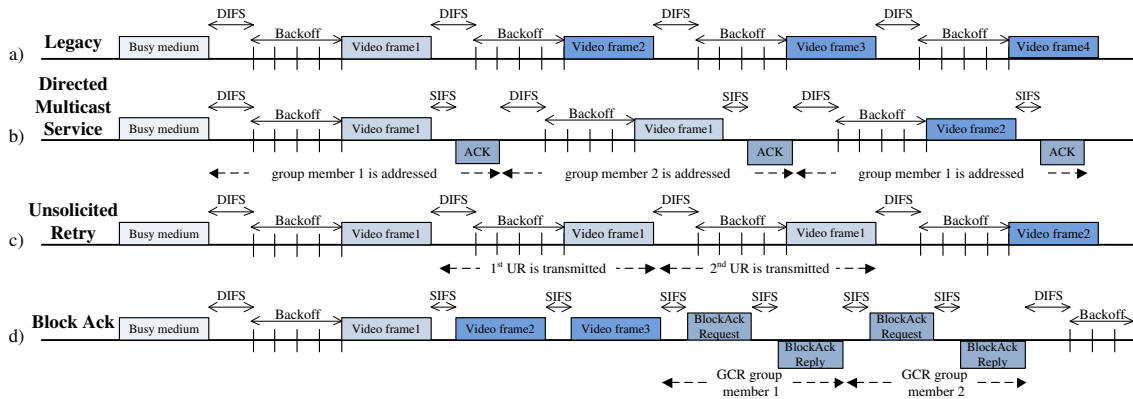 DIFS DIFS DIFS DIFS
a) Legacy Busy medium Backoff Video frame1 Backoff Video frame2 Backoff Video frame3 Backoff Video frame4
Directed
Multicast
Service
b) DIFS SIFS DIFS SIFS DIFS SIFS
Busy medium Backoff Video frame1 Backoff Video frame1 Backoff Video frame2
ACK ACK ACK
group member 1 is addressed group member 2 is addressed group member 1 is addressed
Unsolicited
Retry
c) DIFS DIFS DIFS DIFS
Busy medium Backoff Video frame1 Backoff Video frame1 Backoff Video frame1 Backoff Video frame2
1st UR is transmitted 2nd UR is transmitted
DIFS SIFS SIFS SIFS SIFS SIFS SIFS DIFS
d) Block Ack Busy medium Backoff Video frame1 Video frame2 Video frame3 BlockAck Request BlockAck Request Backoff
BlockAck Reply BlockAck Reply
GCR group member 1 GCR group member 2